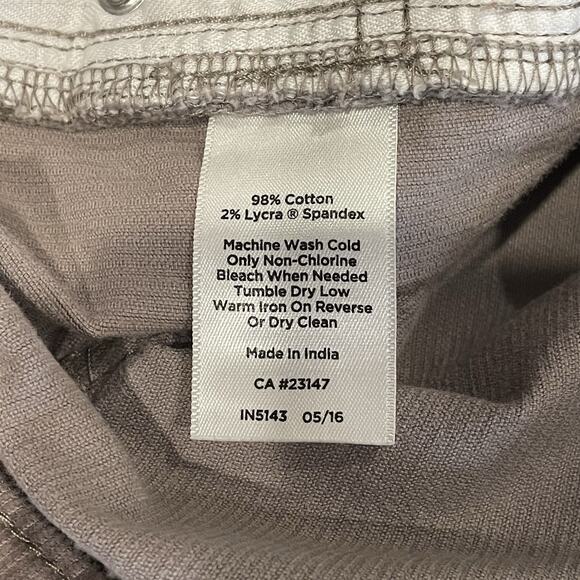 98% Cotton
2% Lycra ® Spandex
Machine Wash Cold
Only Non-Chlorine
Bleach When Needed
Tumble Dry Low
Warm Iron On Reverse
Or Dry Clean
Made In India
CA #23147
IN5143 05/16